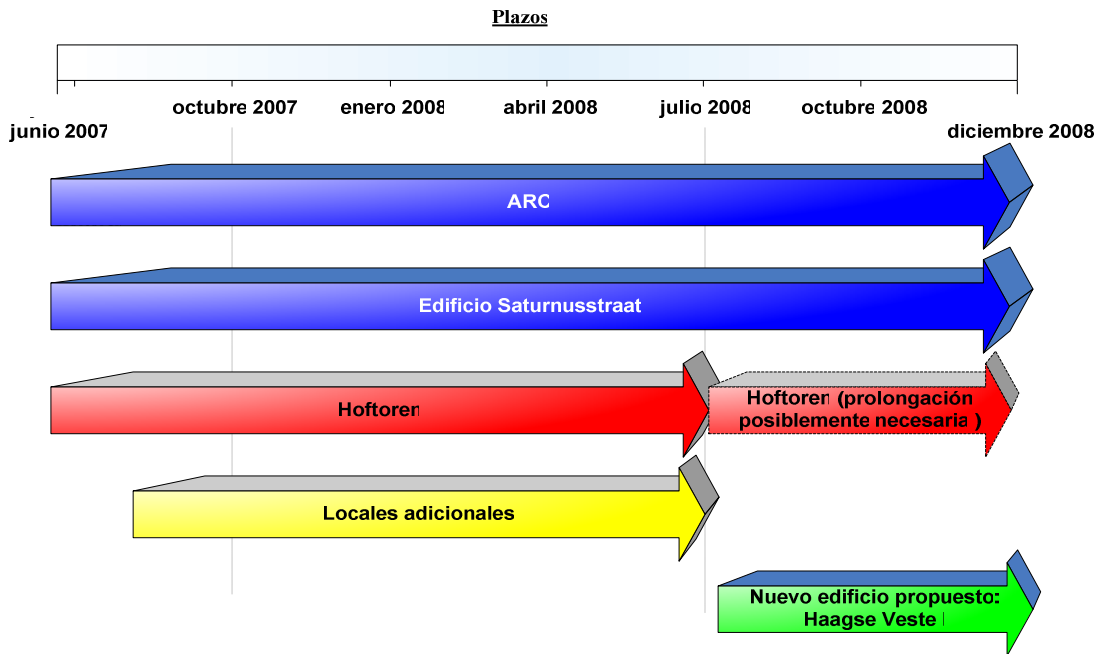 Plazos
octubre 2007 enero 2008 abril 2008 julio 2008 octubre 2008
junio 2007 diciembre 2008
ARC
Edificio Saturnusstraat
Hoftoren
Hoftoren (prolongación
posiblemente necesaria )
Locales adicionales
Nuevo edificio propuesto:
Haagse Veste I